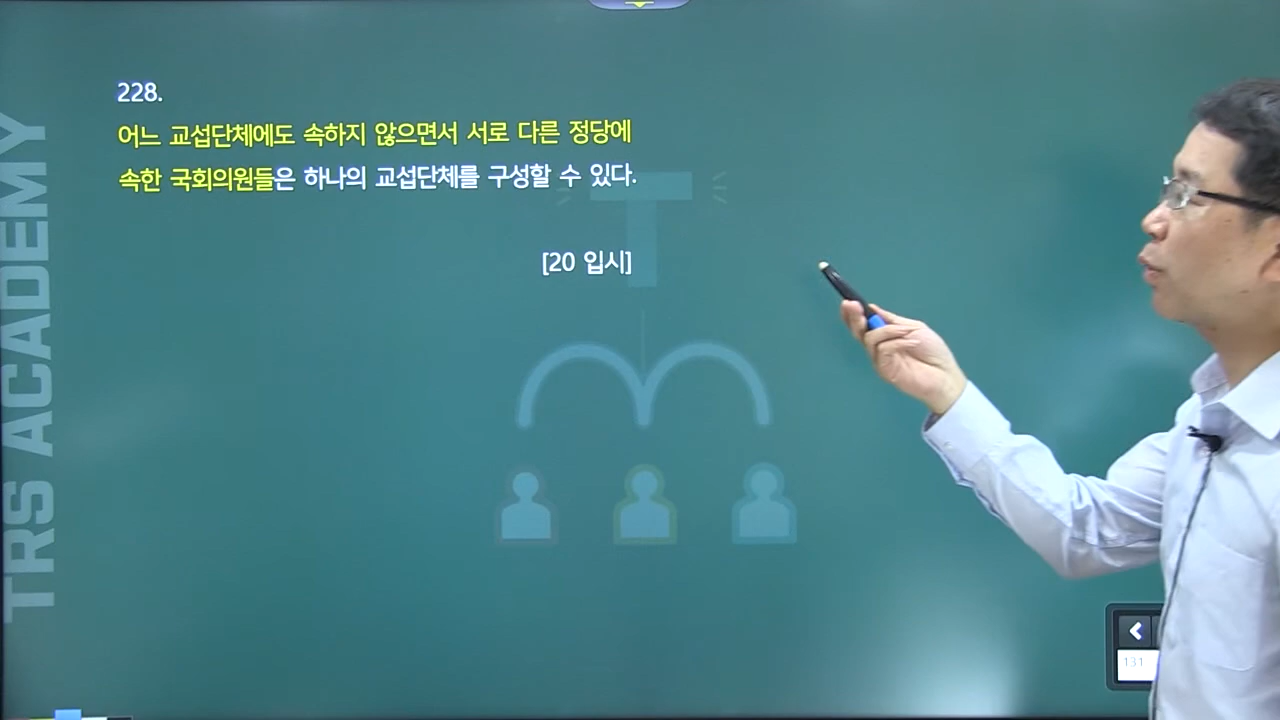 228.
어느 교섭단체에도 속하지 않으면서 서로 다른 정당에
속한 국회의원들은 하나의 교섭단체를 구성할 수 있다.
[20 입시]
TRS ACADEMY
131